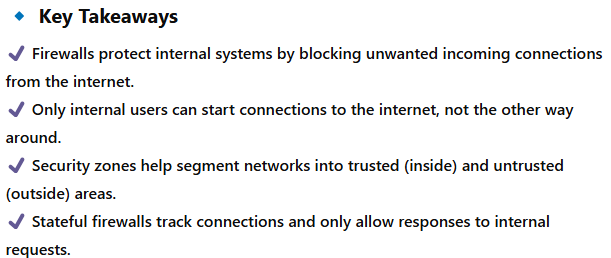 🔹 Key Takeaways
✔ Firewalls protect internal systems by blocking unwanted incoming connections
from the internet.
✔ Only internal users can start connections to the internet, not the other way
around.
✔ Security zones help segment networks into trusted (inside) and untrusted
(outside) areas.
✔ Stateful firewalls track connections and only allow responses to internal
requests.